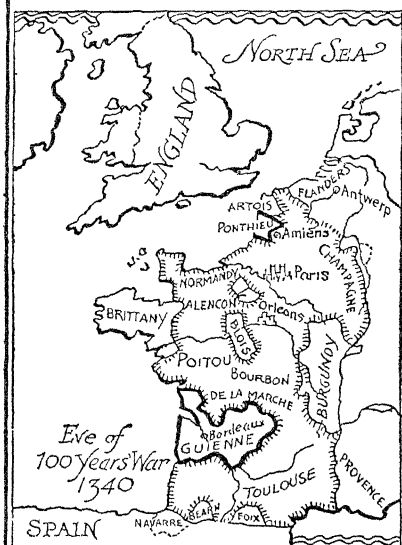 NORTH SEA
ENGLAND
FLANDERS
Antwerp
ARTOIS
PONTHIEU
Amiens
CHAMPAGNE
NORMANDY
Paris
ALENCON
Orleons
BRITTANY
BLOIS
POITOU
BOURBON
BURGUNDY
DE LA MARCHE
Bordeaux
GUIENNE
Eve of
100 Years' War
1340
TOULOUSE
PROVENCE
NAVARRE
BEARN
FOIX
SPAIN